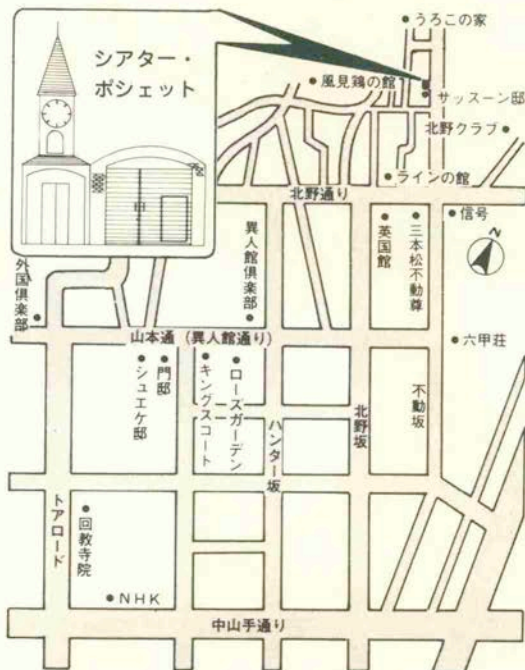 シアター・
ポシェット
うろこの家
風見鶏の館
サッスーン邸
北野クラブ
ラインの館
北野通り
信号
英国館
三本松不動尊
N
外国倶楽部
異人館倶楽部
山本通（異人館通り）
六甲荘
門邸
シュエケ邸
キングスコート
ローズガーデン
ハンター坂
北野坂
不動坂
トアロード
回教寺院
NHK
中山手通り